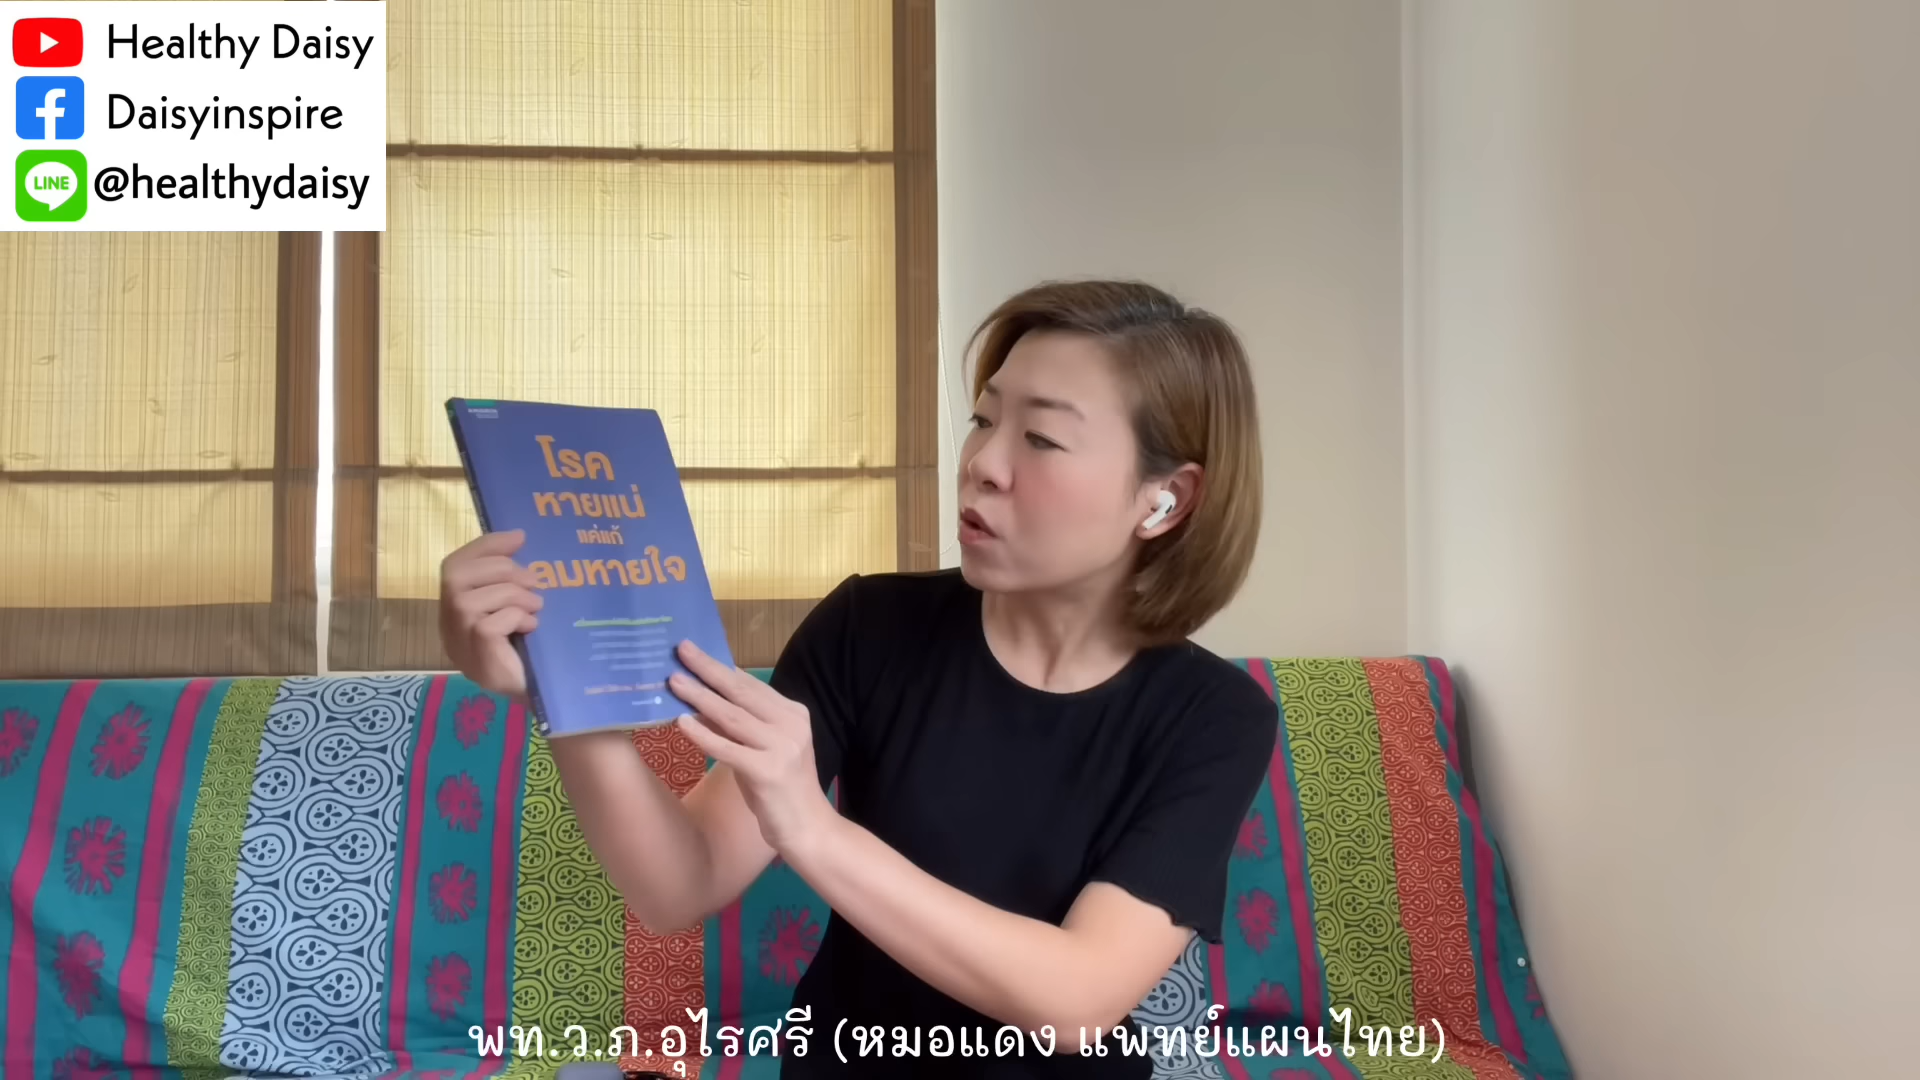 Healthy Daisy
Daisyinspire
LINE
@healthydaisy
โรค
หายแน่
แค่แก้
ลมหายใจ
พท.ว.ภ.อุไรศรี (หมอแดง แพทย์แผนไทย)